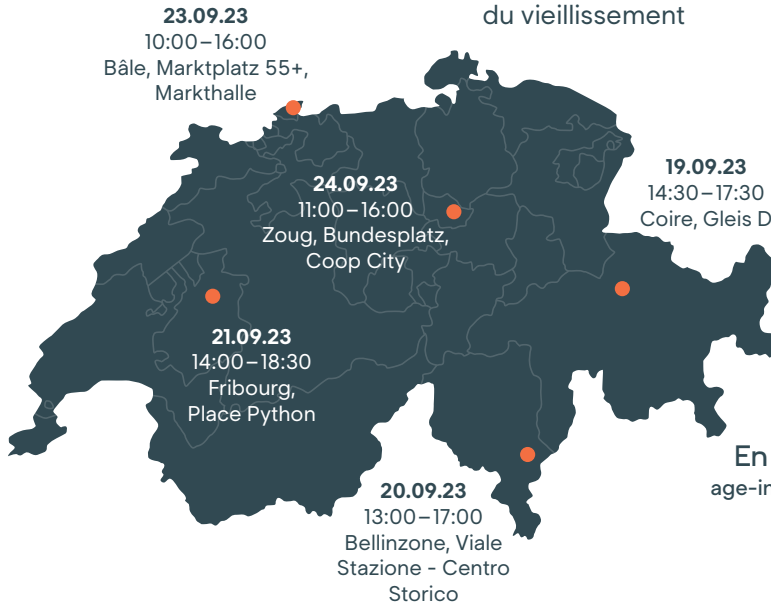 du vieillissement
23.09.23
10:00–16:00
Bâle, Marktplatz 55+,
Markthalle
24.09.23
11:00–16:00
Zoug, Bundesplatz,
Coop City
19.09.23
14:30–17:30
Coire, Gleis D
21.09.23
14:00–18:30
Fribourg,
Place Python
20.09.23
13:00–17:00
Bellinzone, Viale
Stazione - Centro
Storico
En